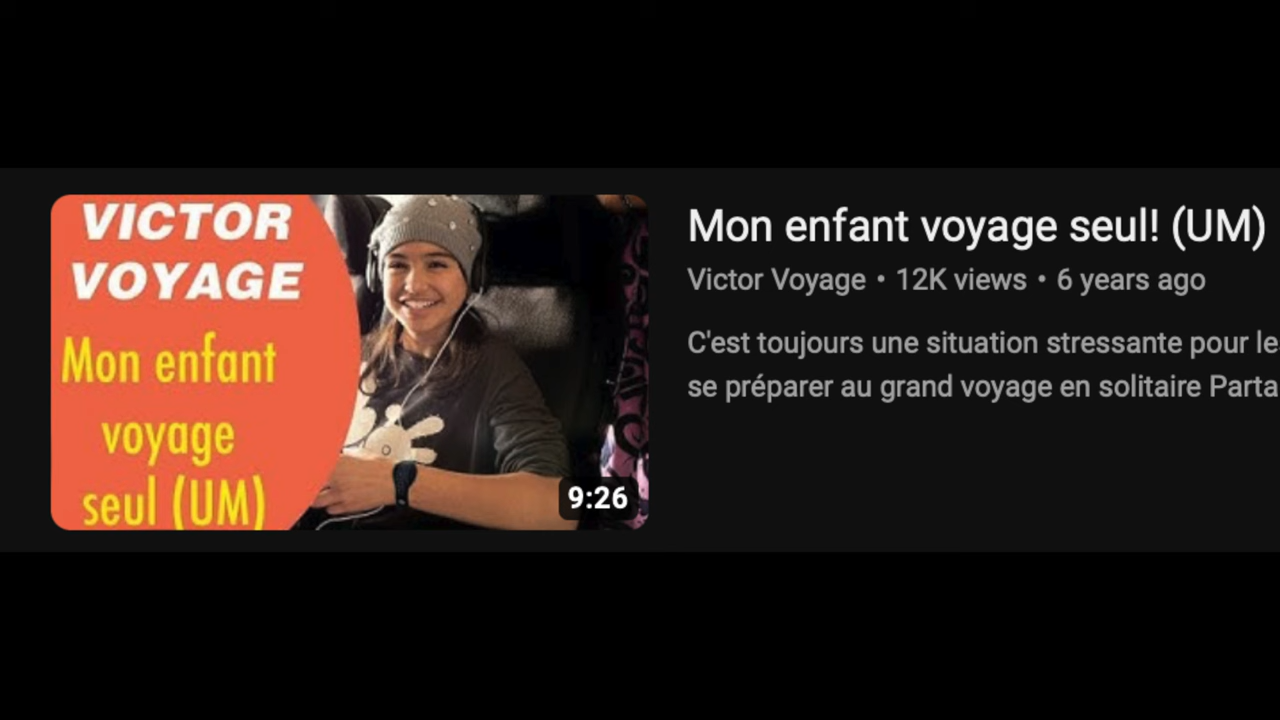 VICTOR
VOYAGE
Mon enfant
voyage
seul (UM)
9:26
Mon enfant voyage seul! (UM)
Victor Voyage • 12K views • 6 years ago
C'est toujours une situation stressante pour le
se préparer au grand voyage en solitaire Parta